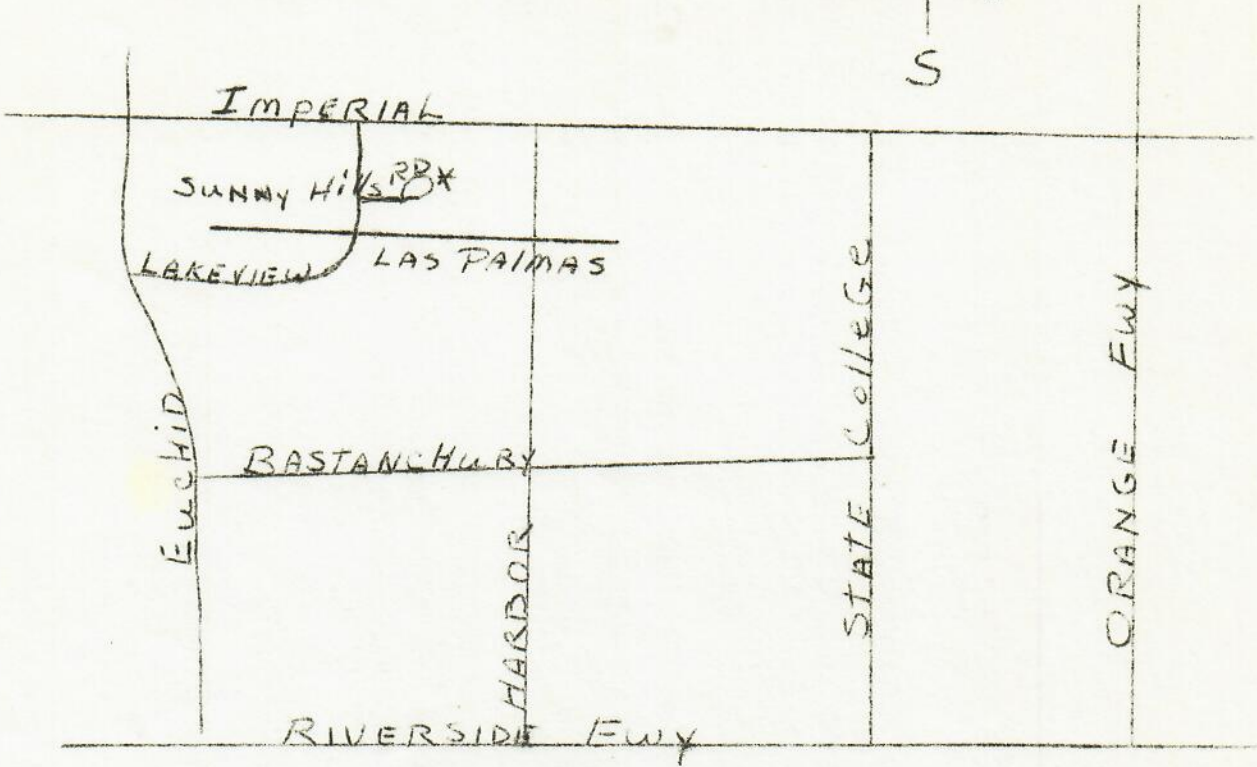 S
IMPERIAL
SUNNY Hills RD *
LAKEVIEW
LAS PAlMAS
BASTANCHURY
EucliD
HARBOR
STATE College
ORANGE Fwy
RIVERSIDE Fwy